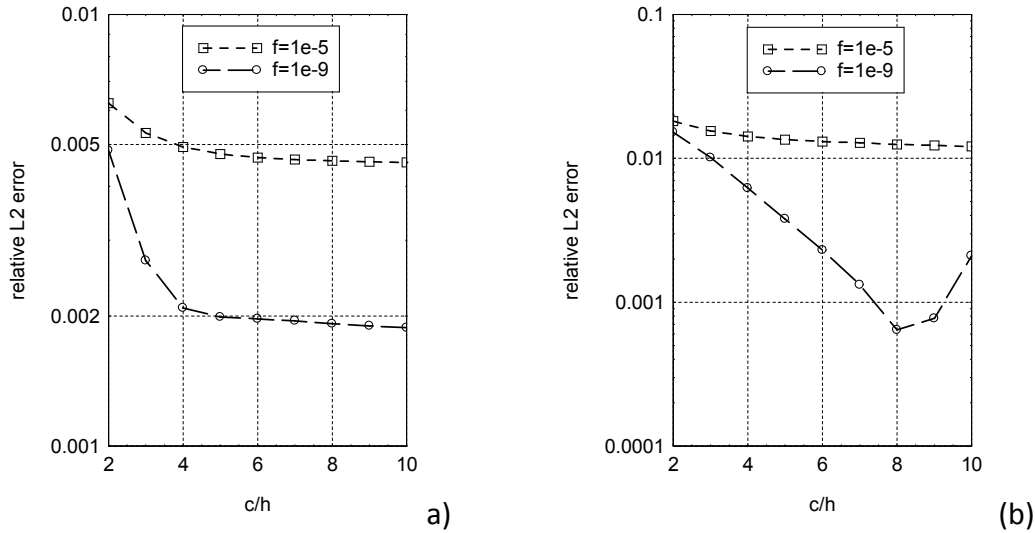 0.01
0.005
0.002
0.001
relative L2 error
f=1e-5
f=1e-9
2 4 6 8 10
c/h
a)
0.1
0.01
0.001
0.0001
relative L2 error
f=1e-5
f=1e-9
2 4 6 8 10
c/h
(b)